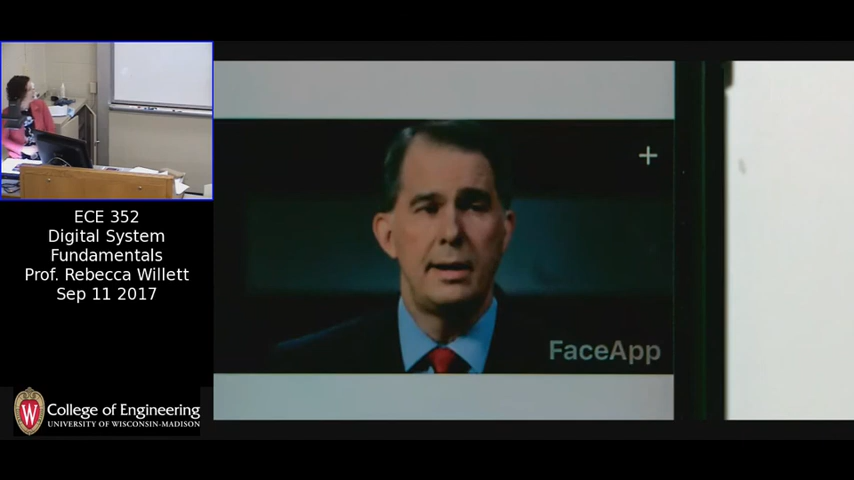 ECE 352
Digital System
Fundamentals
Prof. Rebecca Willett
Sep 11 2017
W
College of Engineering
UNIVERSITY OF WISCONSIN-MADISON
FaceApp